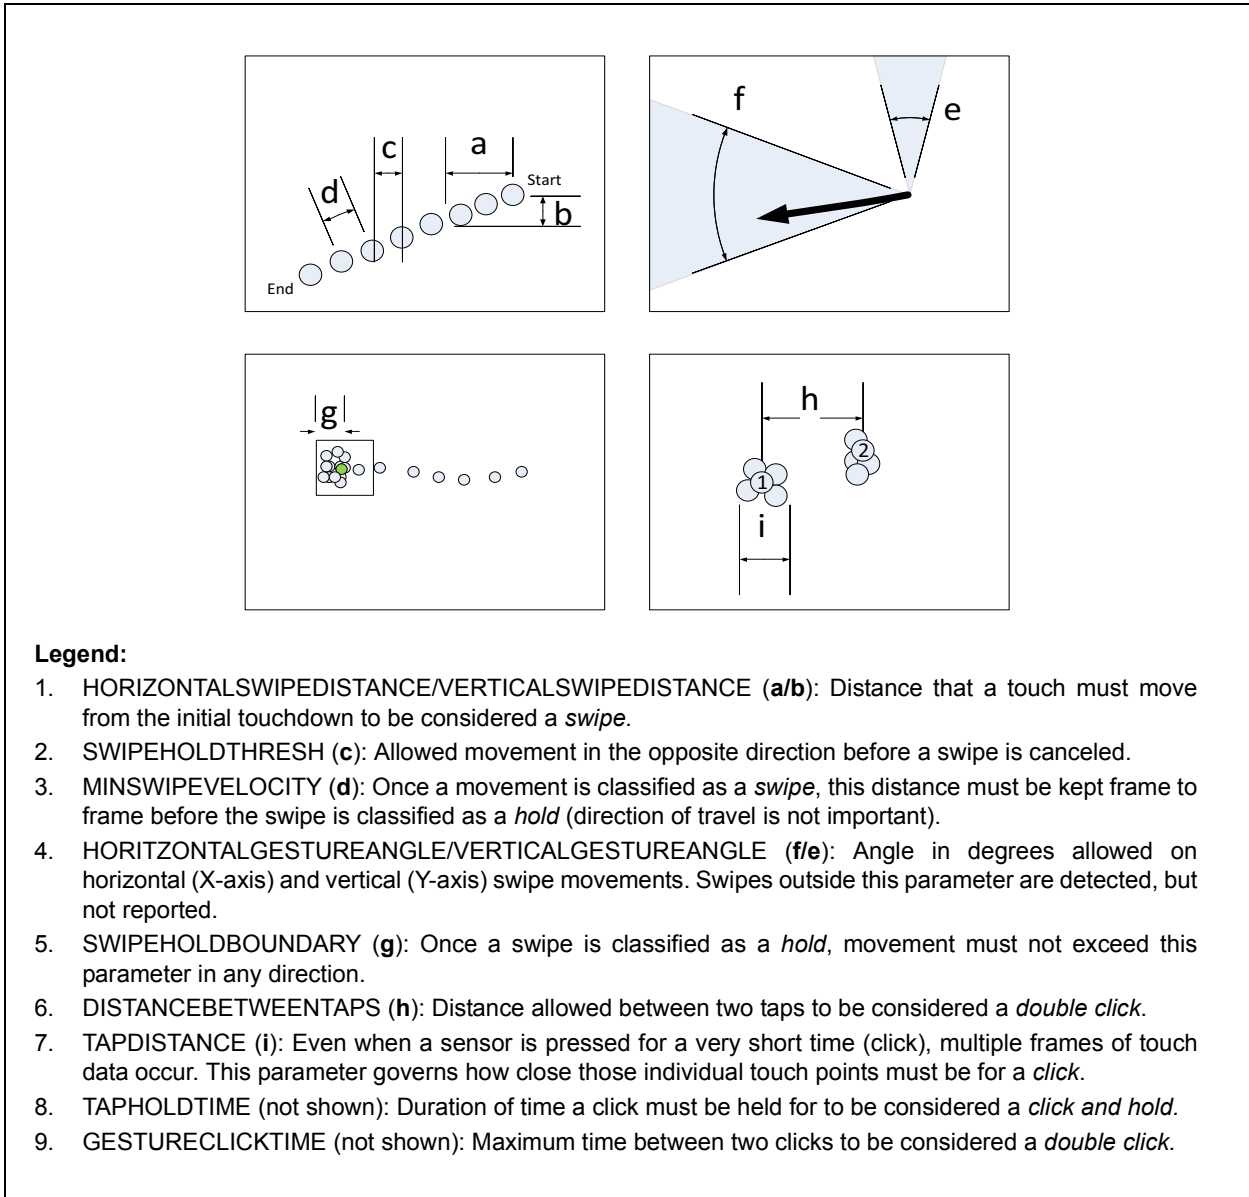 f
e
c
a
d
Start
b
End
g
h
2
1
i
Legend:
1. HORIZONTALSWIPEDISTANCE/VERTICALSWIPEDISTANCE (a/b): Distance that a touch must move
from the initial touchdown to be considered a swipe.
2. SWIPEHOLDTHRESH (c): Allowed movement in the opposite direction before a swipe is canceled.
3. MINSWIPEVELOCITY (d): Once a movement is classified as a swipe, this distance must be kept frame to
frame before the swipe is classified as a hold (direction of travel is not important).
4. HORITZONTALGESTUREANGLE/VERTICALGESTUREANGLE (f/e): Angle in degrees allowed on
horizontal (X-axis) and vertical (Y-axis) swipe movements. Swipes outside this parameter are detected, but
not reported.
5. SWIPEHOLDBOUNDARY (g): Once a swipe is classified as a hold, movement must not exceed this
parameter in any direction.
6. DISTANCEBETWEENTAPS (h): Distance allowed between two taps to be considered a double click.
7. TAPDISTANCE (i): Even when a sensor is pressed for a very short time (click), multiple frames of touch
data occur. This parameter governs how close those individual touch points must be for a click.
8. TAPHOLDTIME (not shown): Duration of time a click must be held for to be considered a click and hold.
9. GESTURECLICKTIME (not shown): Maximum time between two clicks to be considered a double click.